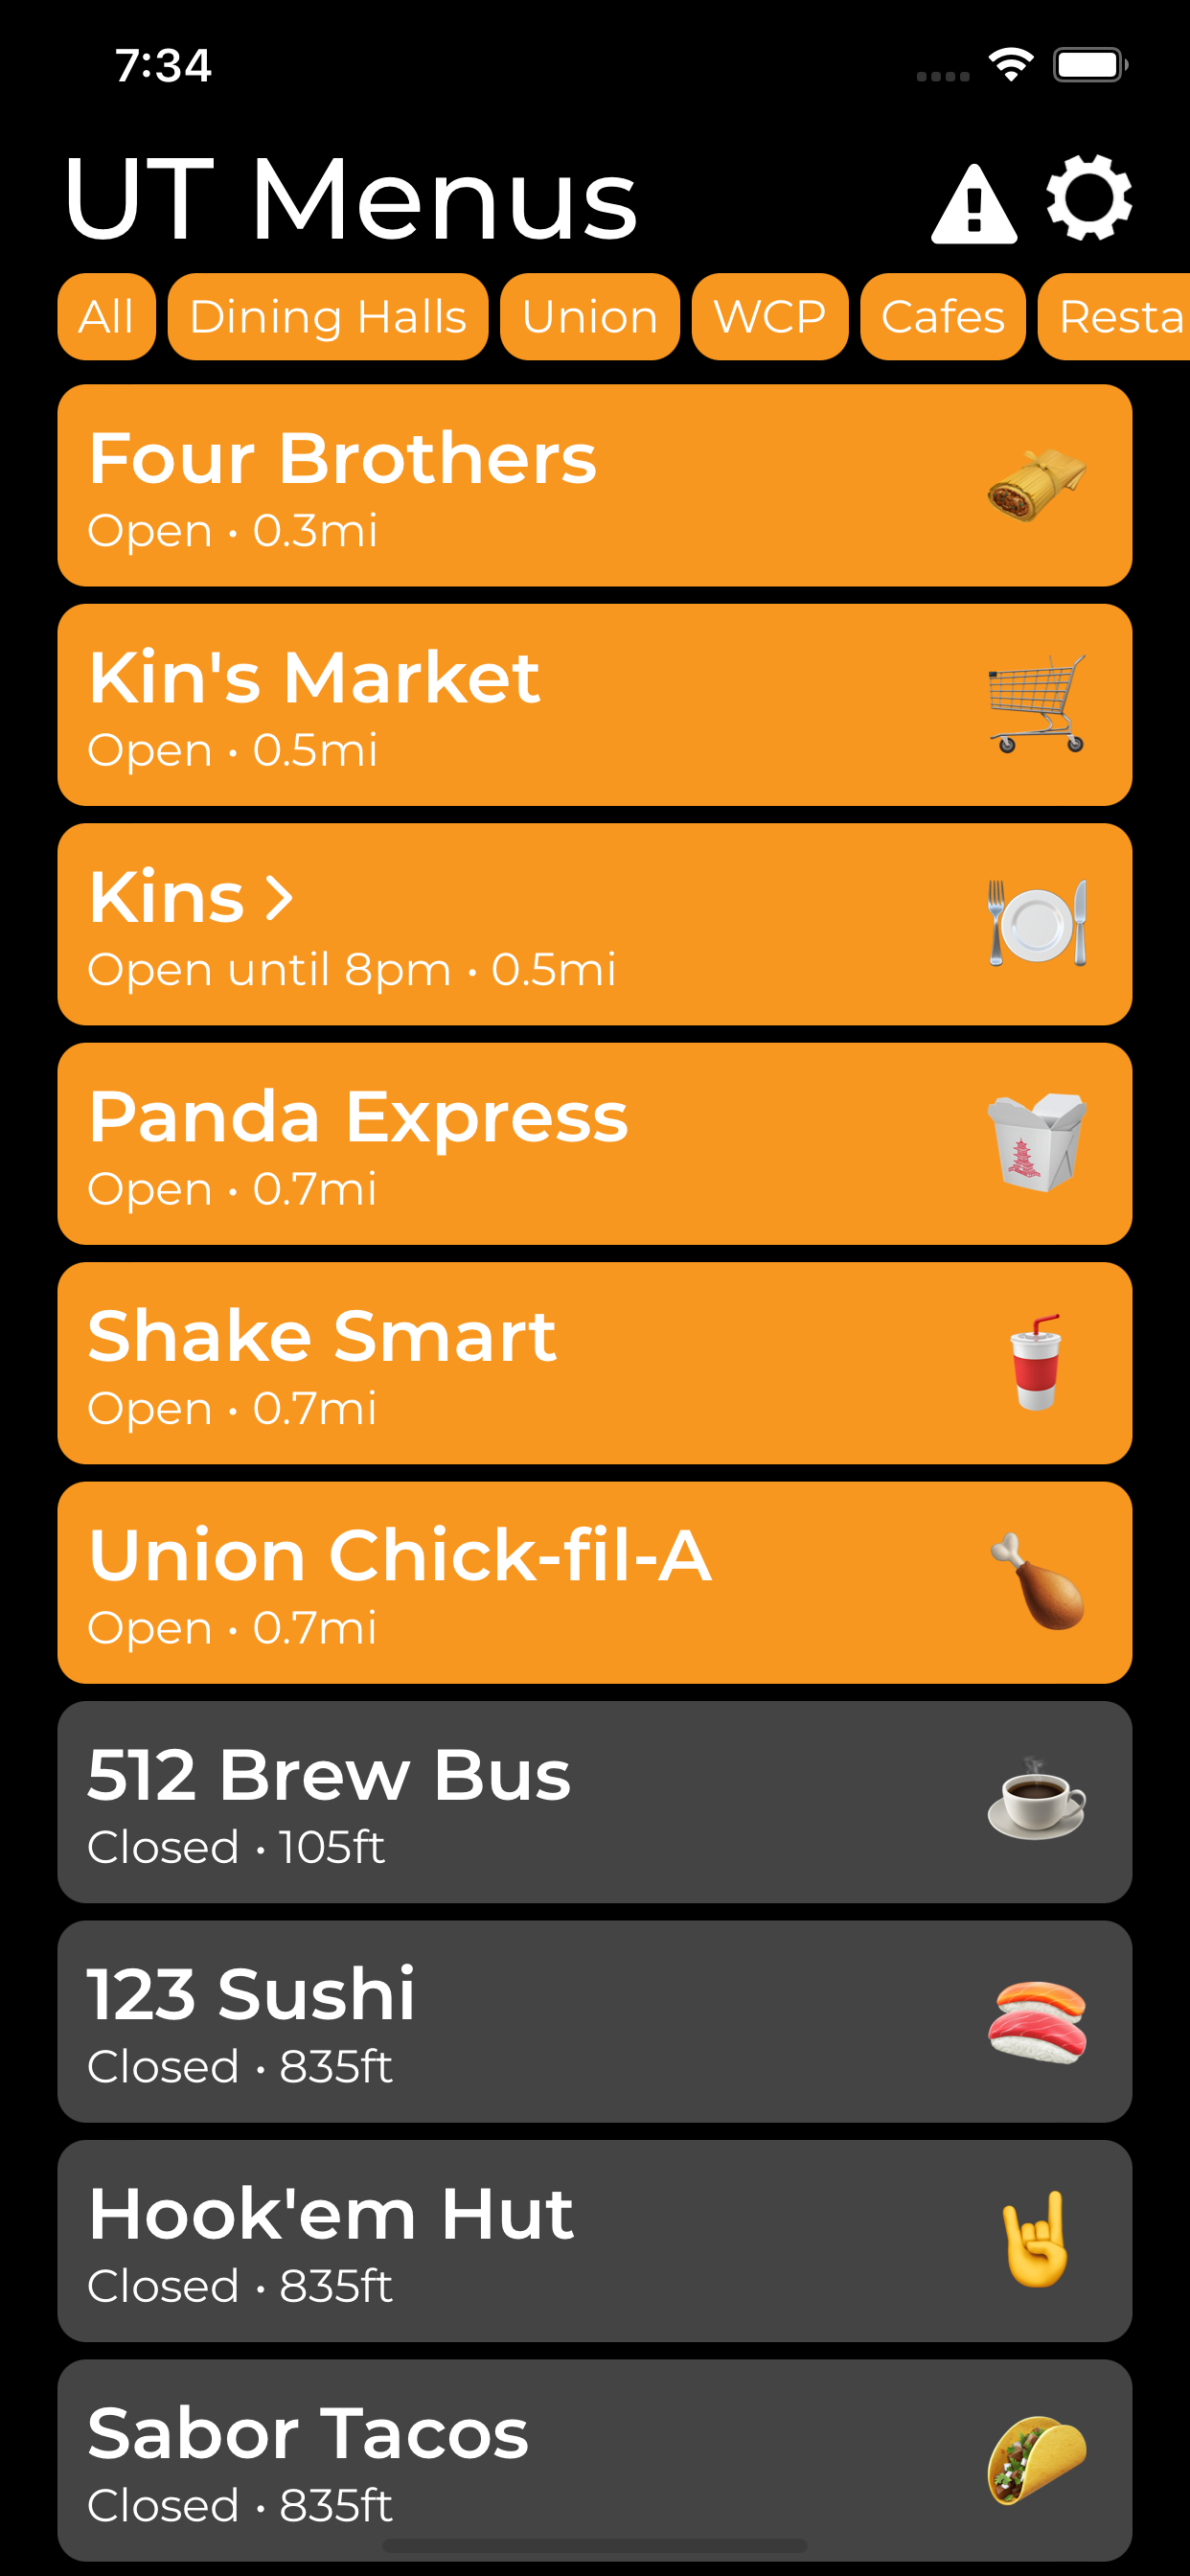 7:34
UT Menus
All
Dining Halls
Union
WCP
Cafes
Resta
Four Brothers
Open • 0.3mi
Kin's Market
Open • 0.5mi
Kins >
Open until 8pm • 0.5mi
Panda Express
Open • 0.7mi
Shake Smart
Open • 0.7mi
Union Chick-fil-A
Open • 0.7mi
512 Brew Bus
Closed • 105ft
123 Sushi
Closed • 835ft
Hook'em Hut
Closed • 835ft
Sabor Tacos
Closed • 835ft